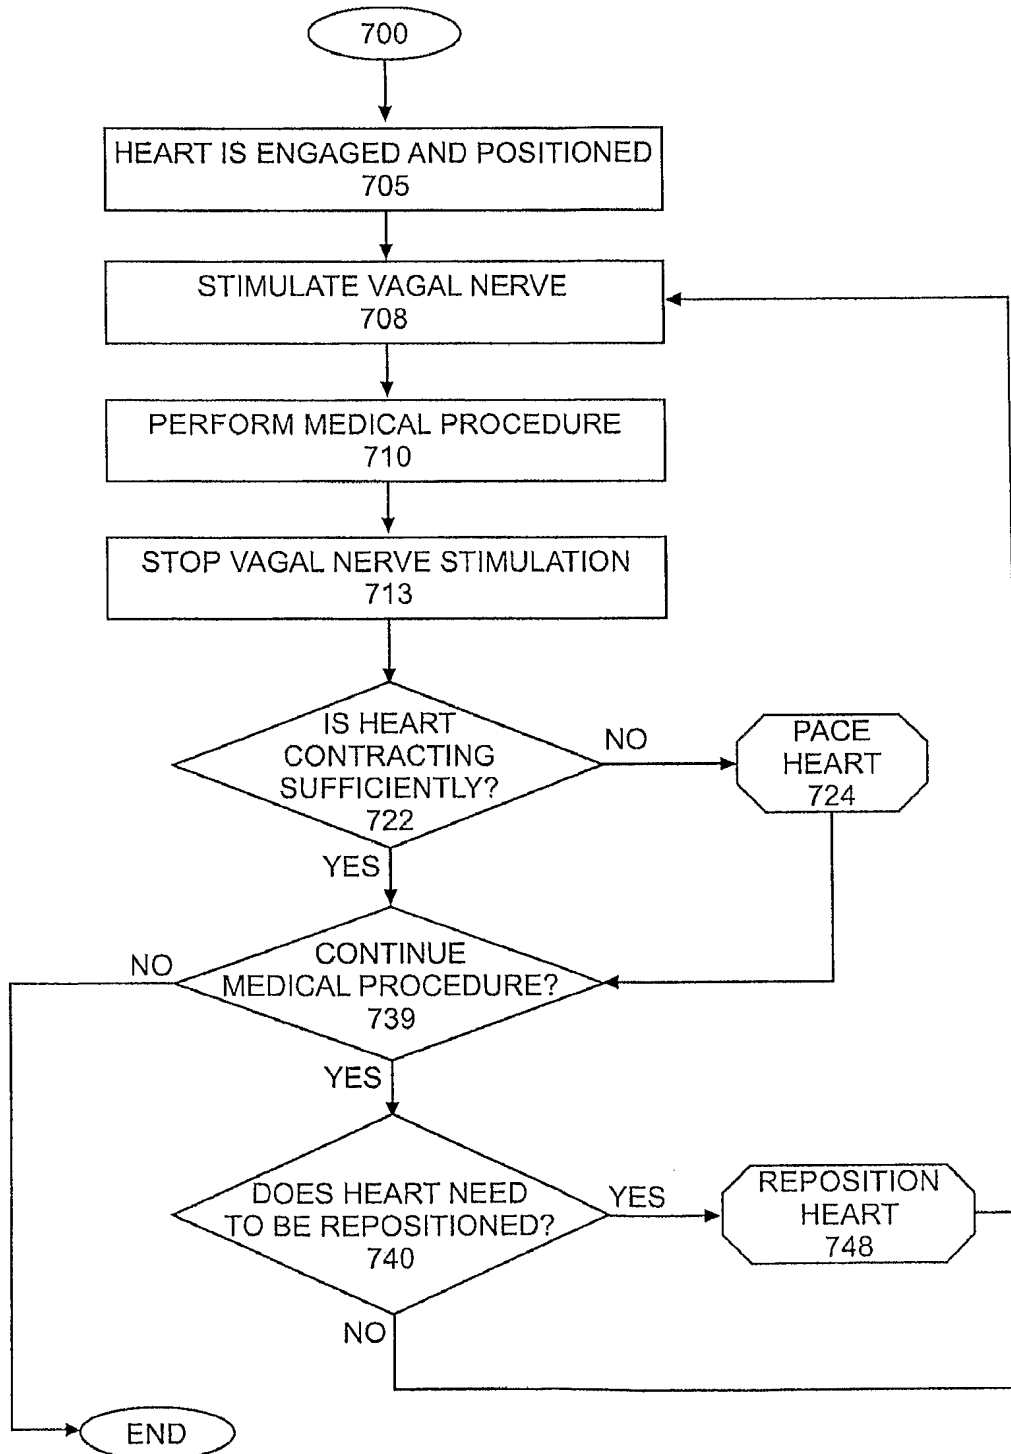 700
HEART IS ENGAGED AND POSITIONED
705
STIMULATE VAGAL NERVE
708
PERFORM MEDICAL PROCEDURE
710
STOP VAGAL NERVE STIMULATION
713
IS HEART
CONTRACTING
SUFFICIENTLY?
722
NO
PACE
HEART
724
YES
CONTINUE
MEDICAL PROCEDURE?
739
NO
YES
DOES HEART NEED
TO BE REPOSITIONED?
740
YES
REPOSITION
HEART
748
NO
END